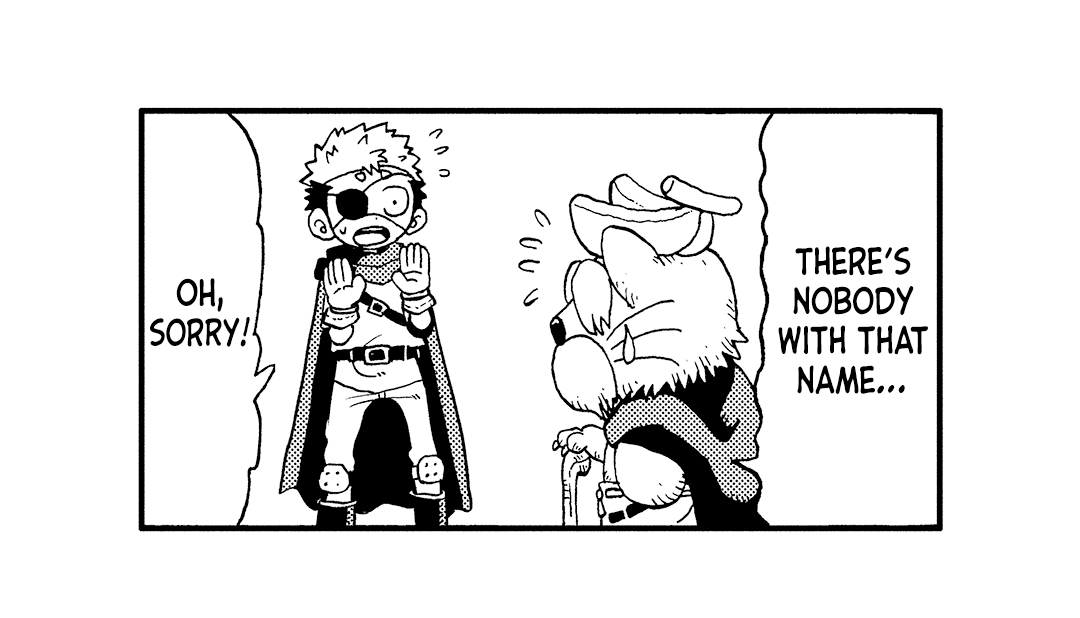 THERE'S
NOBODY
WITH THAT
NAME...
OH,
SORRY!